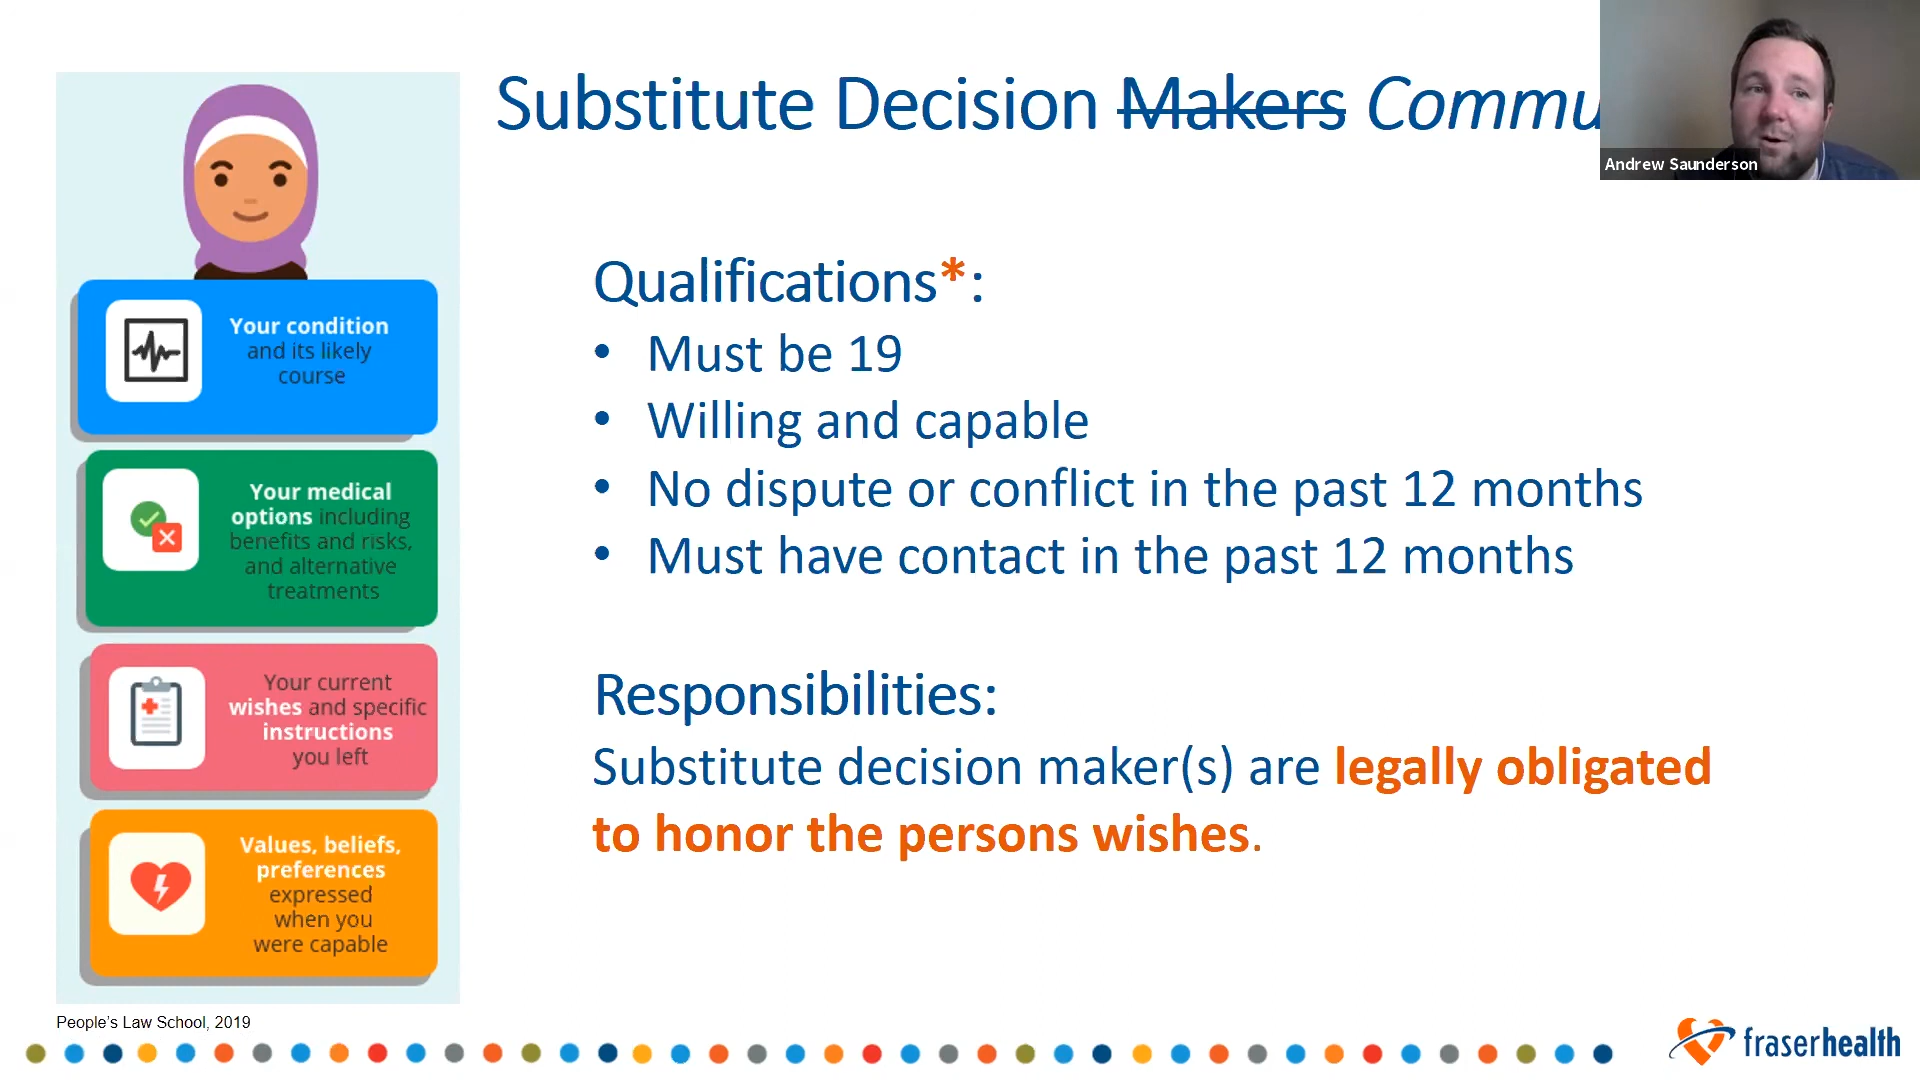 Substitute Decision Makers Commu
Andrew Saunderson
Your condition
and its likely
course
Your medical
options including
benefits and risks,
and alternative
treatments
Your current
wishes and specific
instructions
you left
Values, beliefs,
preferences
expressed
when you
were capable
People's Law School, 2019
Qualifications*:
• Must be 19
• Willing and capable
• No dispute or conflict in the past 12 months
• Must have contact in the past 12 months
Responsibilities:
Substitute decision maker(s) are legally obligated
to honor the persons wishes.
fraserhealth